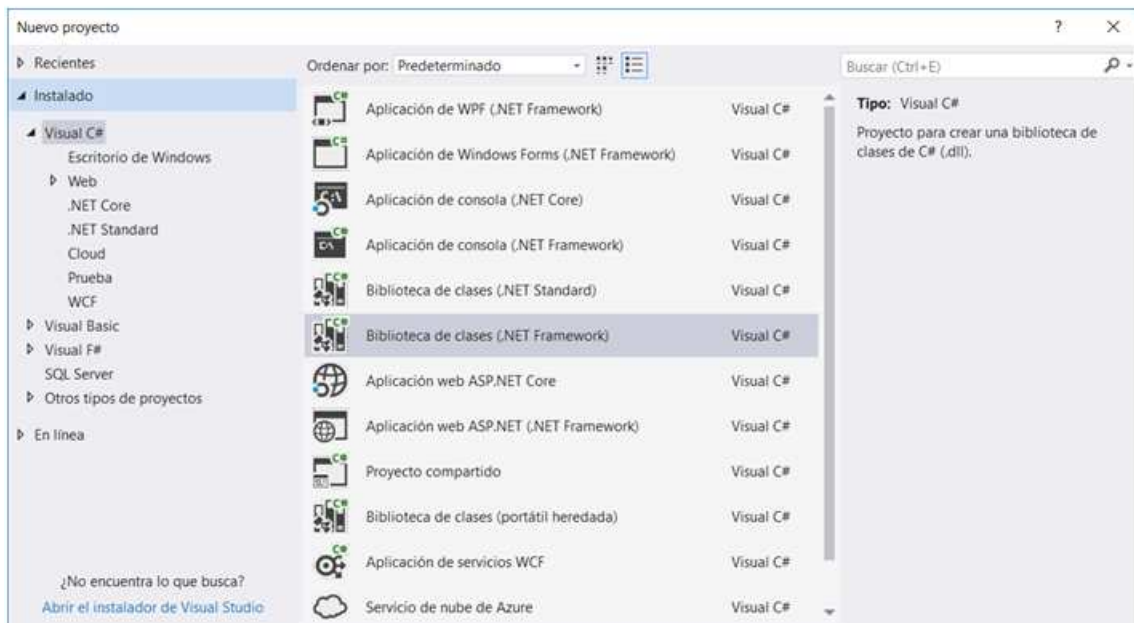 Nuevo proyecto
?
Recientes
Instalado
Visual C#
Escritorio de Windows
Web
.NET Core
.NET Standard
Cloud
Prueba
WCF
Visual Basic
Visual F#
SQL Server
Otros tipos de proyectos
En línea
¿No encuentra lo que busca?
Abrir el instalador de Visual Studio
Ordenar por: Predeterminado
Aplicación de WPF (.NET Framework) Visual C#
Aplicación de Windows Forms (.NET Framework) Visual C#
Aplicación de consola (.NET Core) Visual C#
Aplicación de consola (.NET Framework) Visual C#
Biblioteca de clases (.NET Standard) Visual C#
Biblioteca de clases (.NET Framework) Visual C#
Aplicación web ASP.NET Core Visual C#
Aplicación web ASP.NET (.NET Framework) Visual C#
Proyecto compartido Visual C#
Biblioteca de clases (portátil heredada) Visual C#
Aplicación de servicios WCF Visual C#
Servicio de nube de Azure Visual C#
Buscar (Ctrl+E)
Tipo: Visual C#
Proyecto para crear una biblioteca de
clases de C# (.dll).